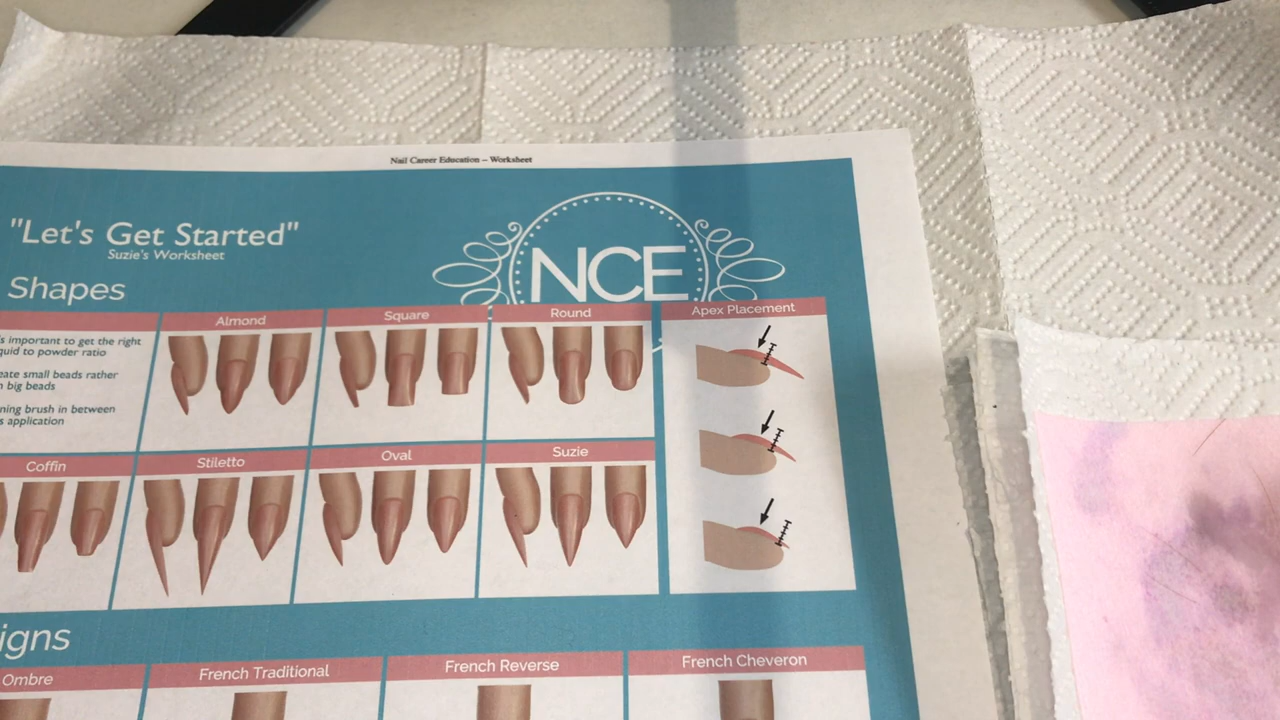 Nail Career Education – Worksheet
"Let's Get Started"
Suzie's Worksheet
NCE
Shapes
Almond
Square
Round
Apex Placement
is important to get the right
quid to powder ratio
eate small beads rather
big beads
ning brush in between
application
Coffin
Stiletto
Oval
Suzie
igns
Ombre
French Traditional
French Reverse
French Cheveron